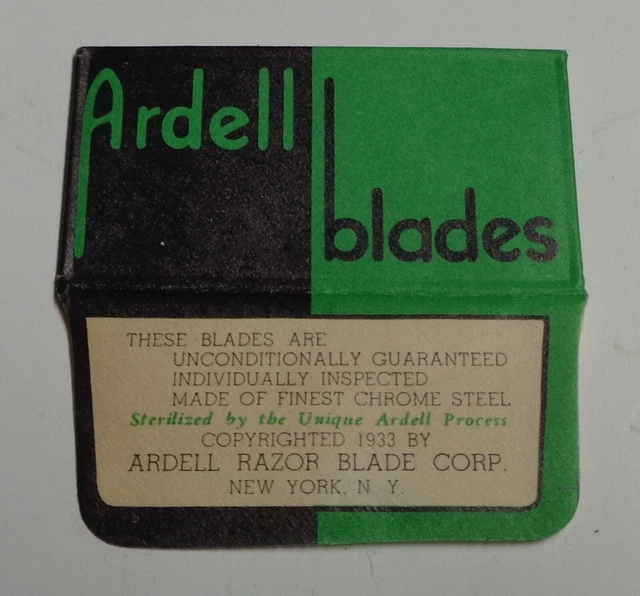 Ardell
blades
THESE BLADES ARE
UNCONDITIONALLY GUARANTEED
INDIVIDUALLY INSPECTED
MADE OF FINEST CHROME STEEL
Sterilized by the Unique Ardell Process
COPYRIGHTED 1933 BY
ARDELL RAZOR BLADE CORP.
NEW YORK, N. Y.